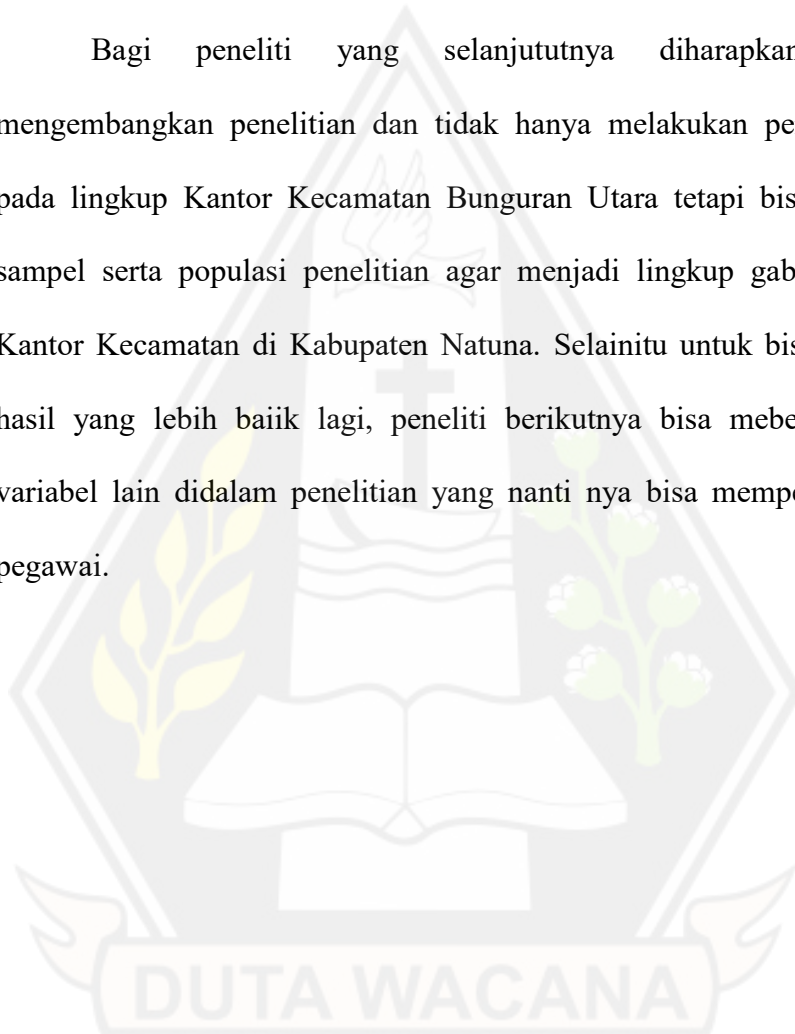 Bagi peneliti yang selanjututnya diharapkan
mengembangkan penelitian dan tidak hanya melakukan pe
pada lingkup Kantor Kecamatan Bunguran Utara tetapi bis
sampel serta populasi penelitian agar menjadi lingkup gab
Kantor Kecamatan di Kabupaten Natuna. Selainitu untuk bis
hasil yang lebih baiik lagi, peneliti berikutnya bisa mebe
variabel lain didalam penelitian yang nanti nya bisa mempe
pegawai.
DUTA WACANA